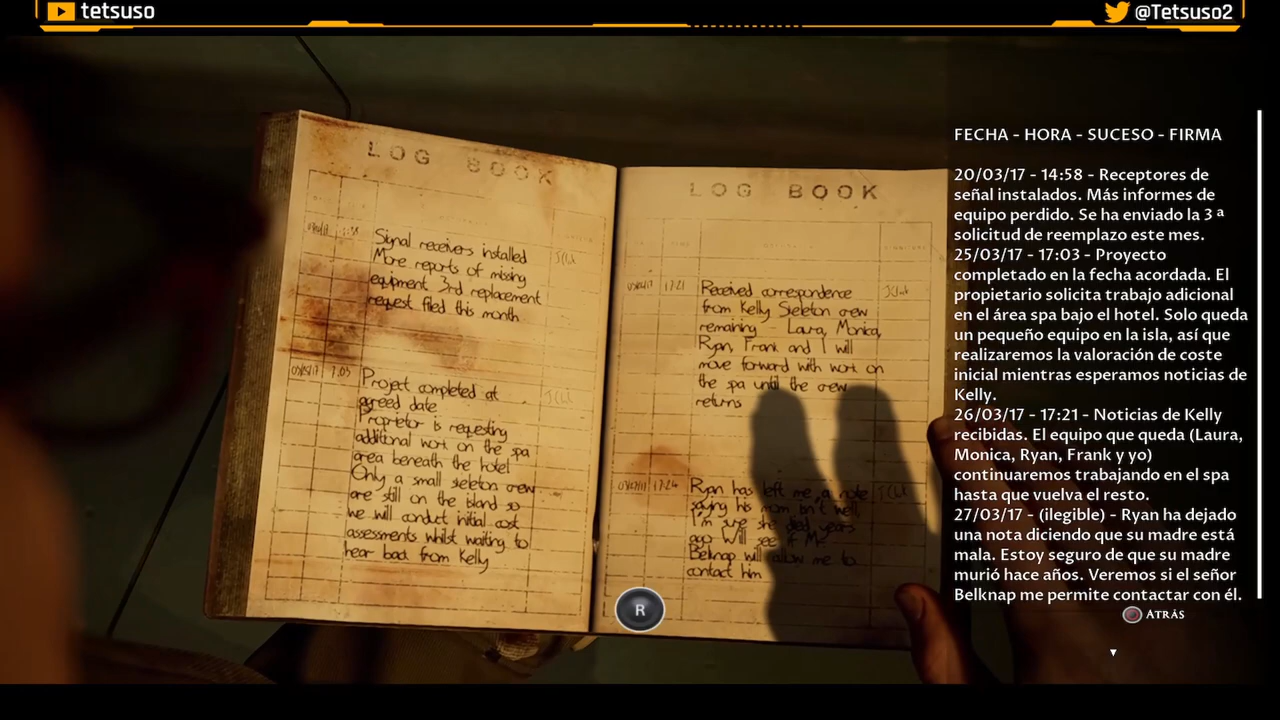 tetsuso
@Tetsuso2
LOG BOOK
Signal receivers installed
More reports of missing
equipment 3rd replacement
request filed this month
Project completed at
agreed date
Proprietor is requesting
additional work on the spa
area beneath the hotel
Only a small skeleton crew
are still on the island so
we will conduct initial cost
assessments whilst waiting to
hear back from Kelly
LOG BOOK
17:21
Received correspondence
from Kelly Skeleton crew
remaining - Laura, Monica,
Ryan, Frank and I will
move forward with work on
the spa until the crew
returns
17:24
Ryan has left me a note
saying his mom isn't well
I'm sure she died years
ago Will see if Mr
Belknap will allow me to
contact him
R
FECHA - HORA - SUCESO - FIRMA
20/03/17 - 14:58 - Receptores de
señal instalados. Más informes de
equipo perdido. Se ha enviado la 3ª
solicitud de reemplazo este mes.
25/03/17 - 17:03 - Proyecto
completado en la fecha acordada. El
propietario solicita trabajo adicional
en el área spa bajo el hotel. Solo queda
un pequeño equipo en la isla, así que
realizaremos la valoración de coste
inicial mientras esperamos noticias de
Kelly.
26/03/17 - 17:21 - Noticias de Kelly
recibidas. El equipo que queda (Laura,
Monica, Ryan, Frank y yo)
continuaremos trabajando en el spa
hasta que vuelva el resto.
27/03/17 - (ilegible) - Ryan ha dejado
una nota diciendo que su madre está
mala. Estoy seguro de que su madre
murió hace años. Veremos si el señor
Belknap me permite contactar con él.
ATRÁS